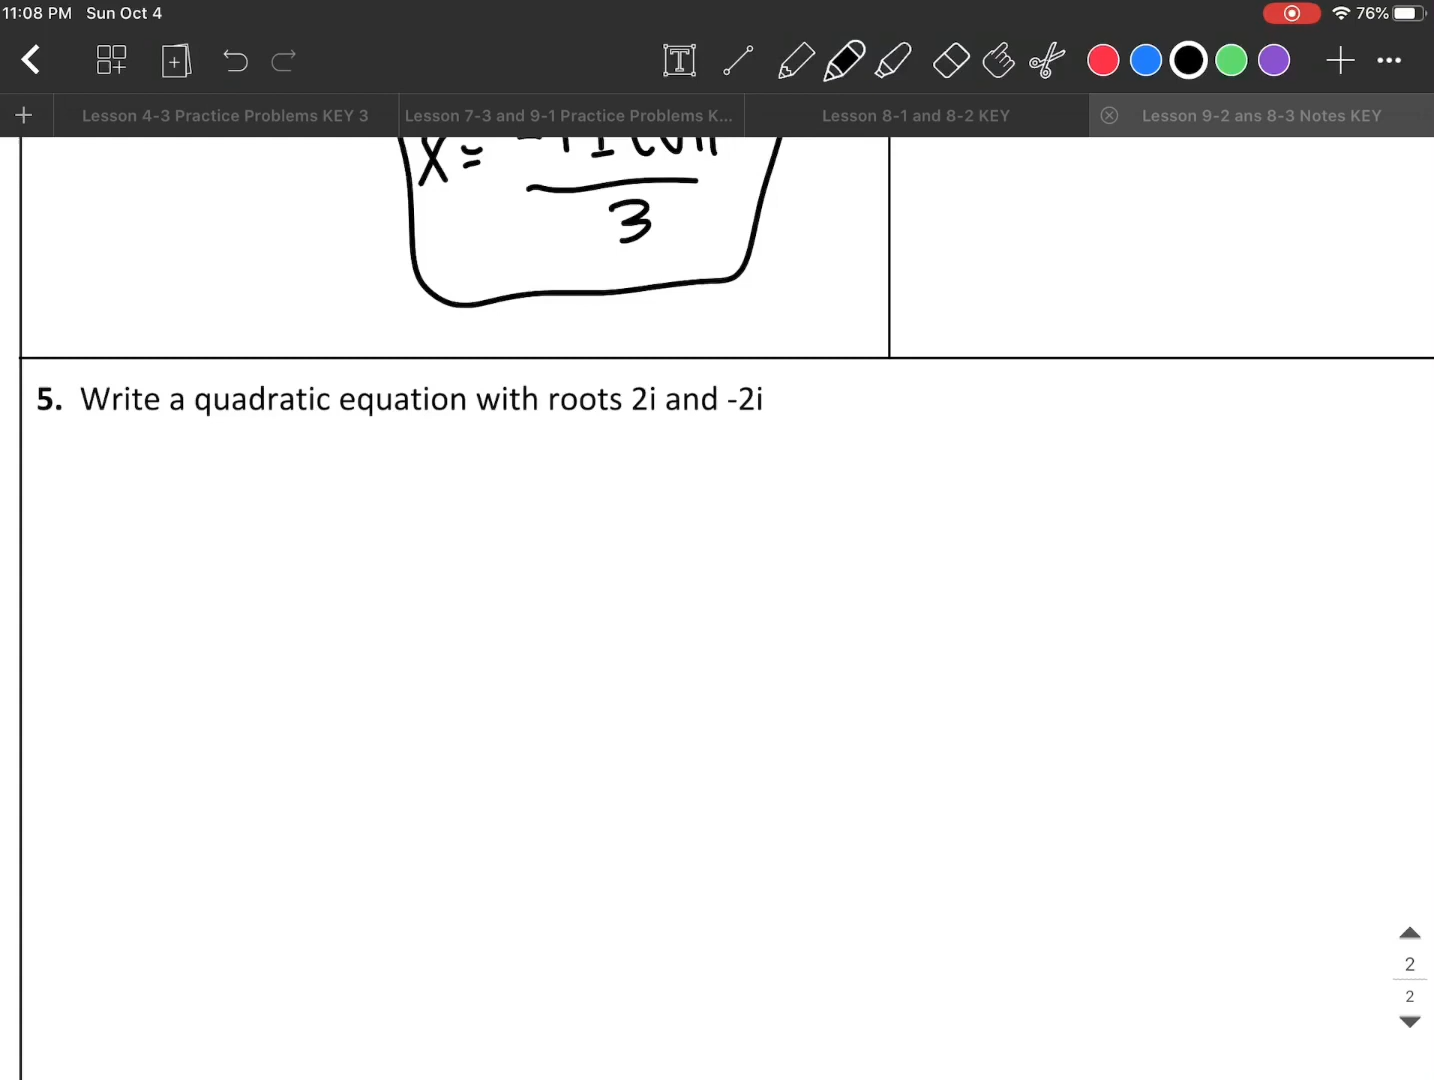 11:08 PM Sun Oct 4
76%
Lesson 4-3 Practice Problems KEY 3
Lesson 7-3 and 9-1 Practice Problems K...
Lesson 8-1 and 8-2 KEY
Lesson 9-2 ans 8-3 Notes KEY
x =
3
5. Write a quadratic equation with roots 2i and -2i
2
2